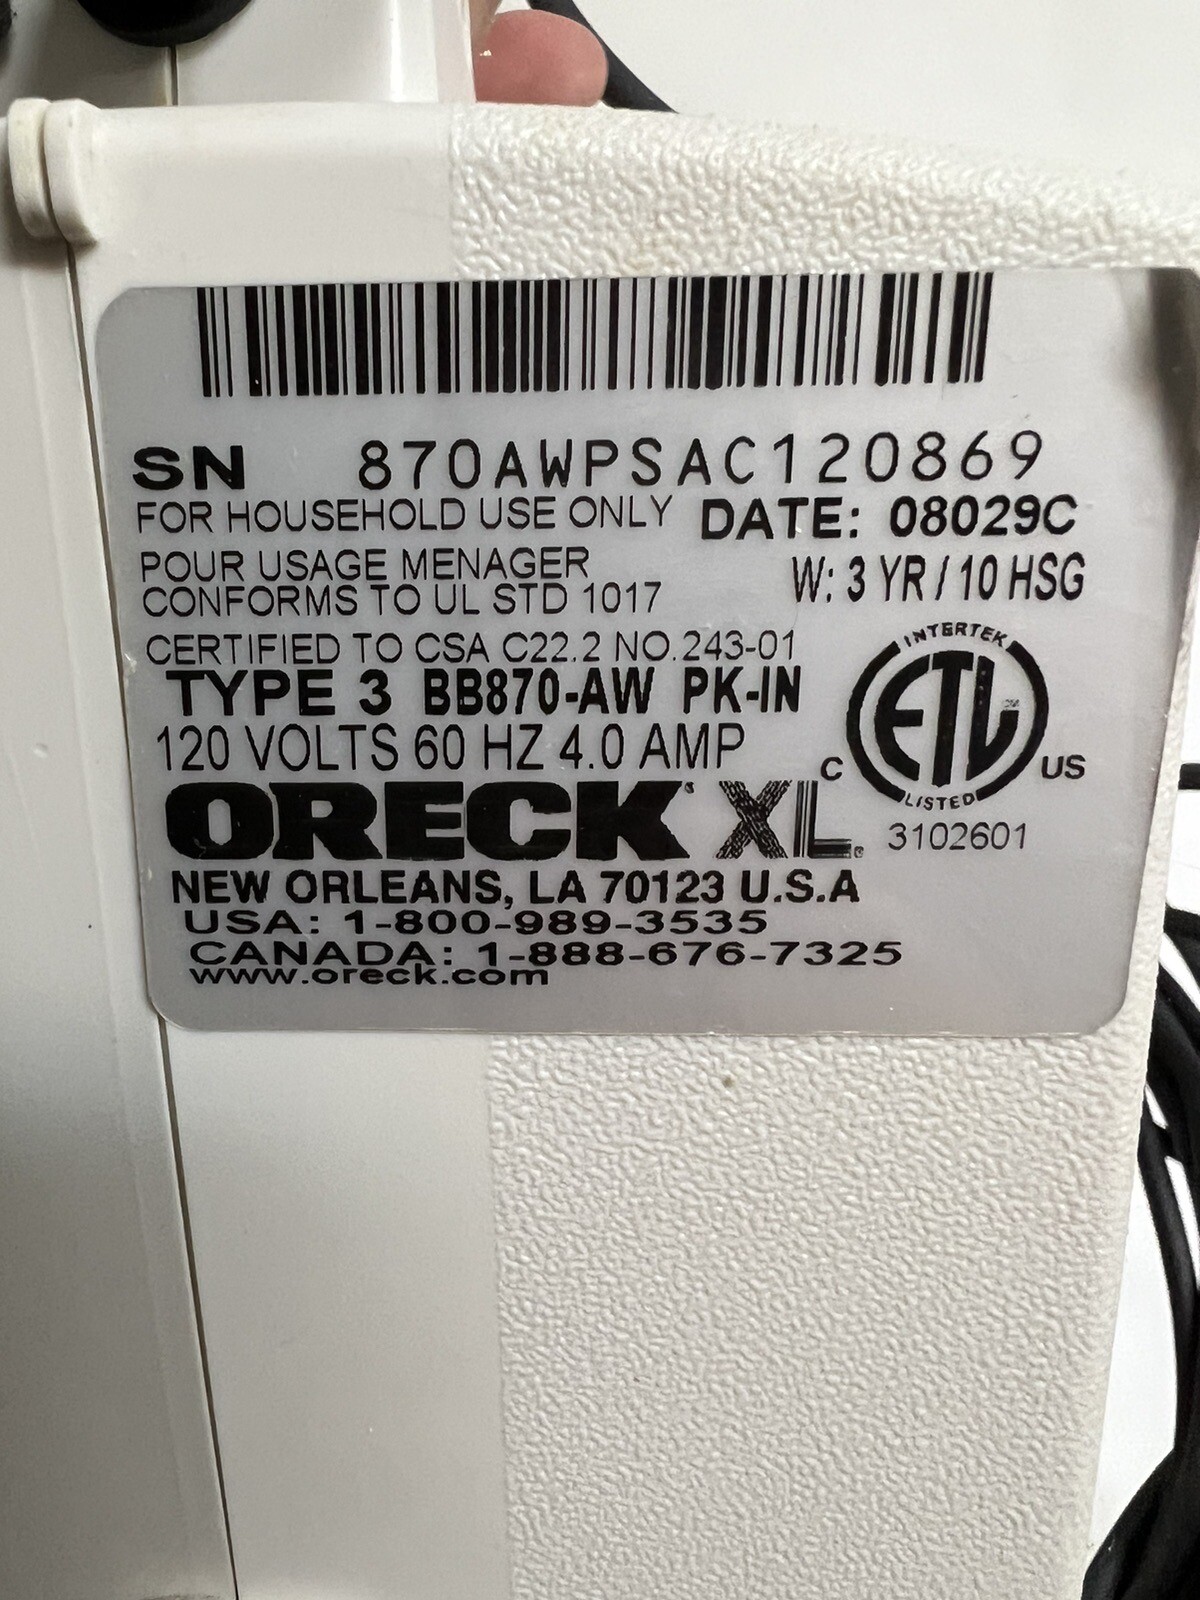 SN 870AWPSAC120869
FOR HOUSEHOLD USE ONLY DATE: 08029C
POUR USAGE MENAGER
CONFORMS TO UL STD 1017
W: 3 YR / 10 HSG
CERTIFIED TO CSA C22.2 NO.243-01
TYPE 3 BB870-AW PK-IN
120 VOLTS 60 HZ 4.0 AMP
INTERTEK
ETL
SM
C US
LISTED
3102601
ORECK® XL®
NEW ORLEANS, LA 70123 U.S.A
USA: 1-800-989-3535
CANADA: 1-888-676-7325
www.oreck.com